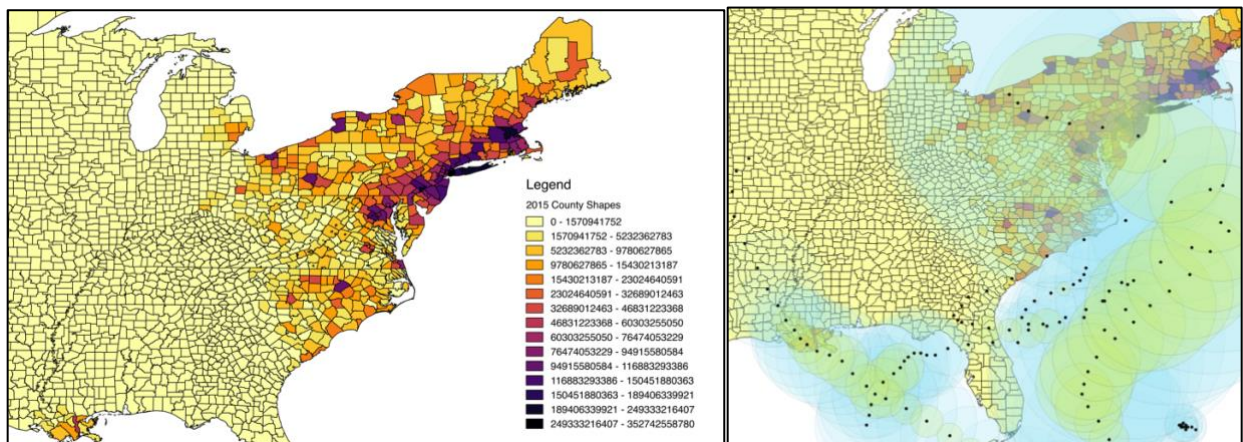 Legend
2015 County Shapes
0 - 1570941752
1570941752 - 5232362783
5232362783 - 9780627865
9780627865 - 15430213187
15430213187 - 23024640591
23024640591 - 32689012463
32689012463 - 46831223368
46831223368 - 60303255050
60303255050 - 76474053229
76474053229 - 94915580584
94915580584 - 116883293386
116883293386 - 150451880363
150451880363 - 189406339921
189406339921 - 249333216407
249333216407 - 352742558780